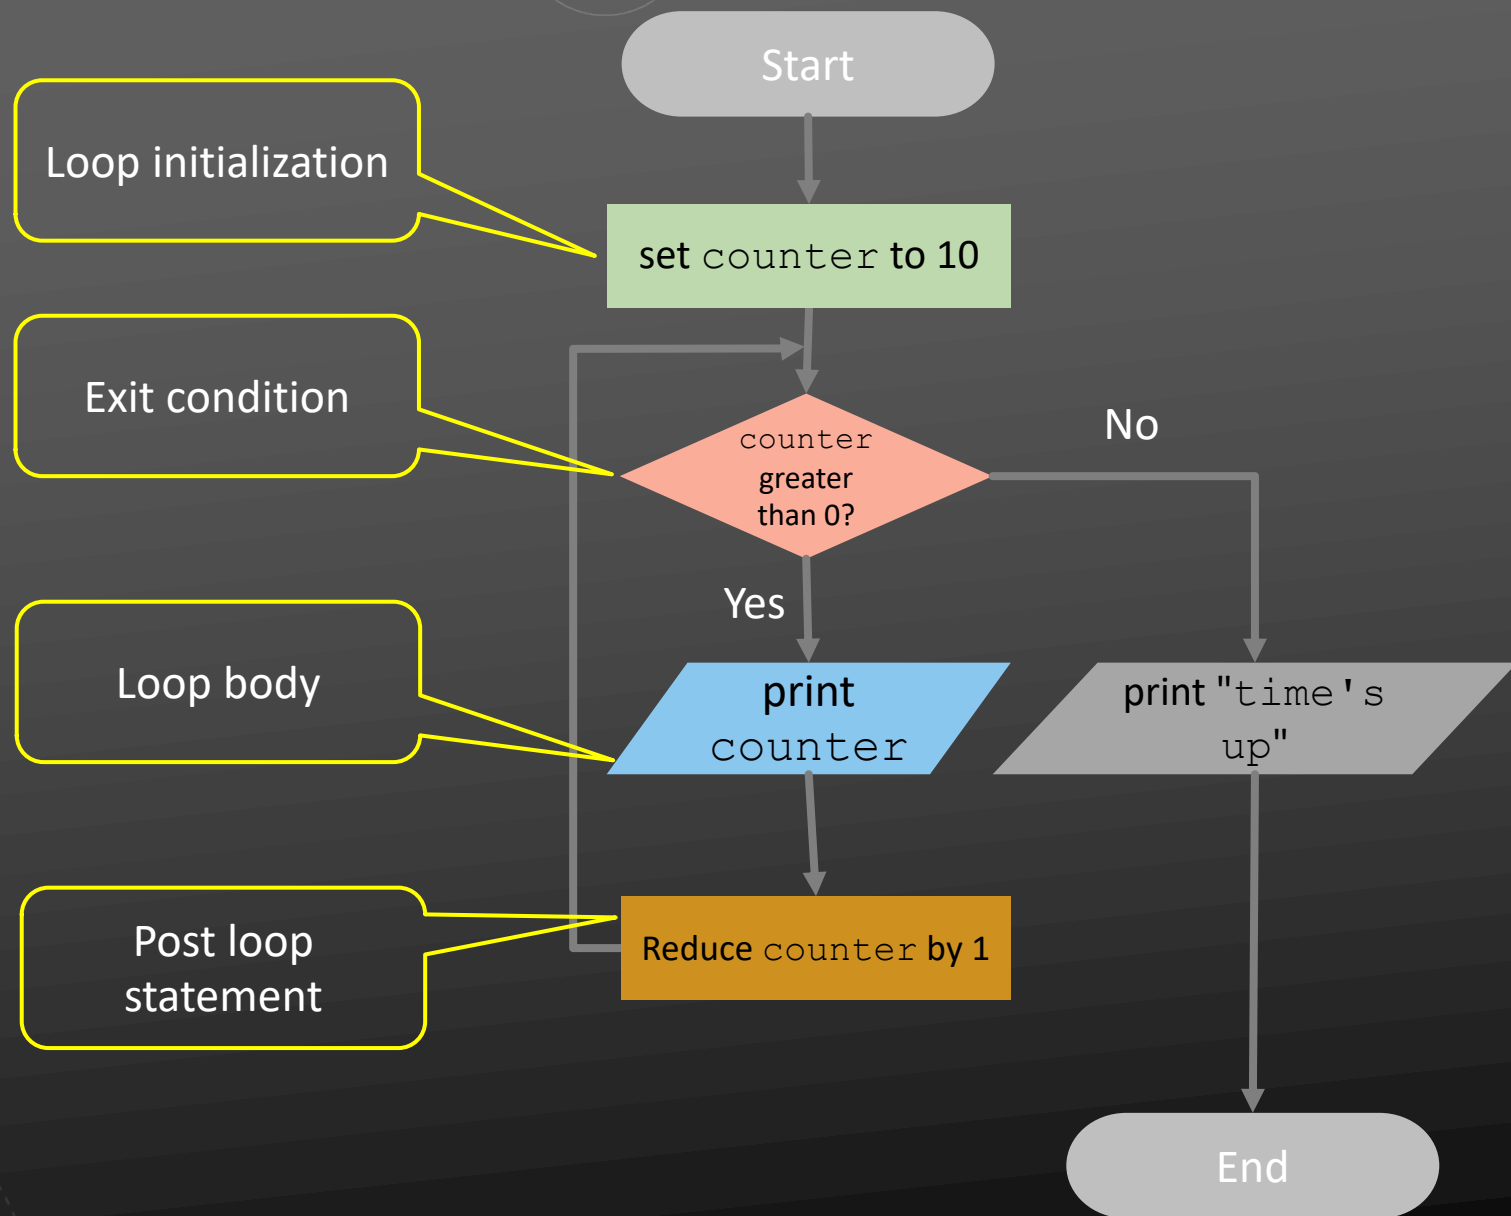 Start
Loop initialization
set counter to 10
Exit condition
counter
greater
than 0?
No
Yes
Loop body
print
counter
print "time's
up"
Post loop
statement
Reduce counter by 1
End